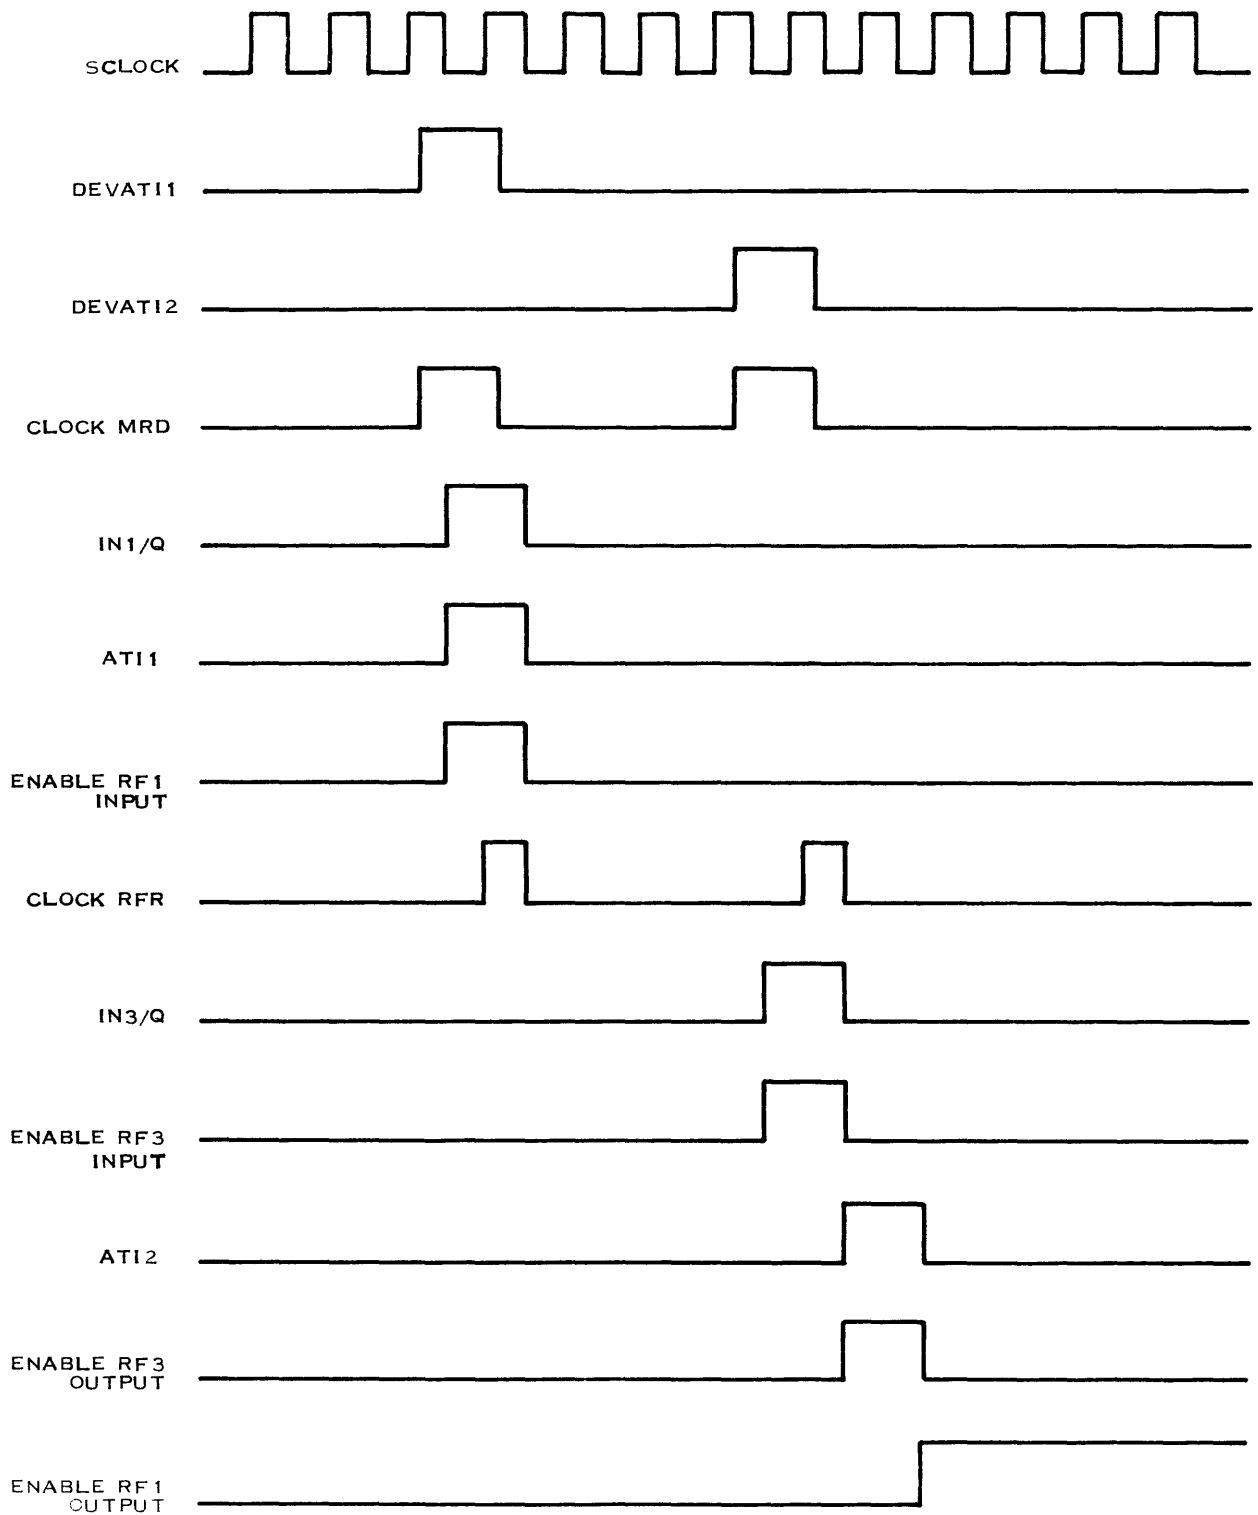 SCLOCK
DEVATI1
DEVATI2
CLOCK MRD
IN1/Q
ATI1
ENABLE RF1
INPUT
CLOCK RFR
IN3/Q
ENABLE RF3
INPUT
ATI2
ENABLE RF3
OUTPUT
ENABLE RF1
OUTPUT